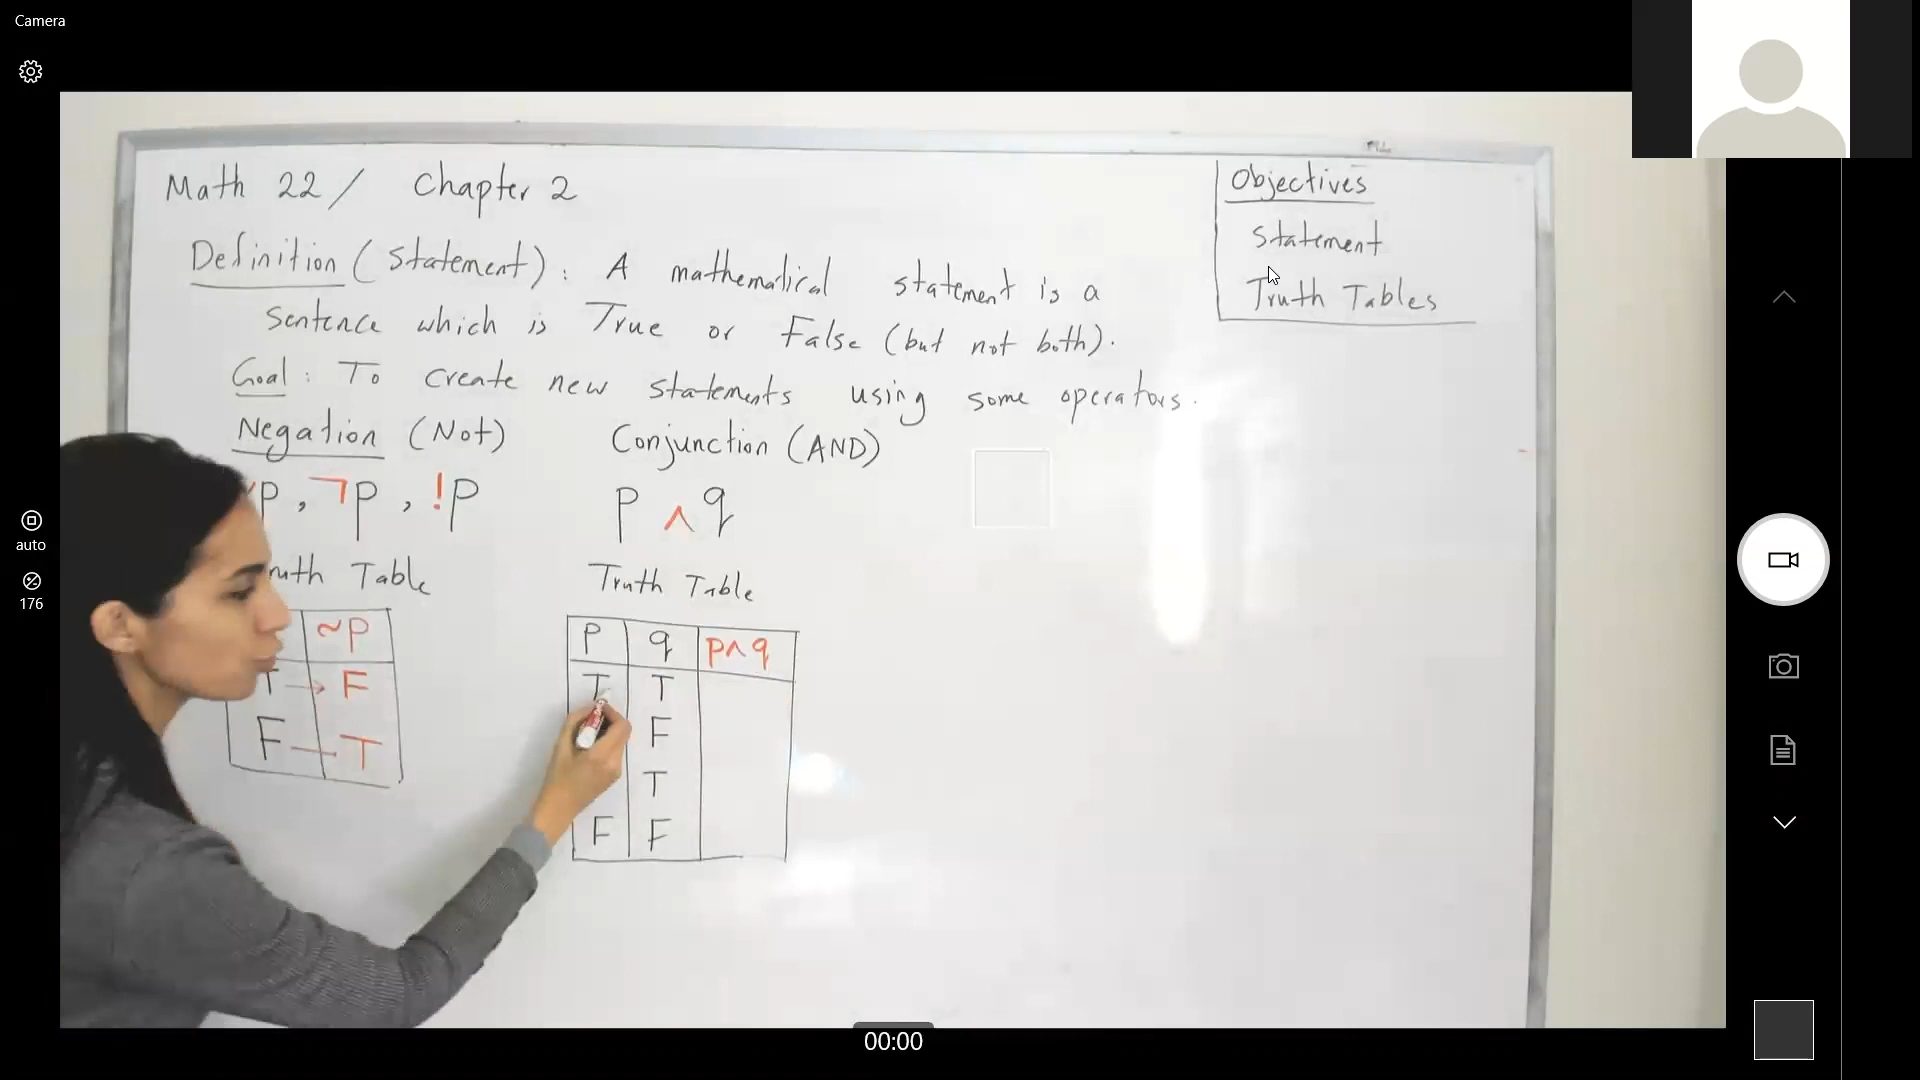 Camera
Math 22 / Chapter 2
Objectives
Statement
Truth Tables
Definition (Statement): A mathematical statement is a
sentence which is True or False (but not both).
Goal: To create new statements using some operators.
Negation (Not)
P, ¬P, !P
Truth Table
~P
T → F
F → T
Conjunction (AND)
P ∧ q
Truth Table
P q p∧q
T T
F
T
F F
auto
176
00:00